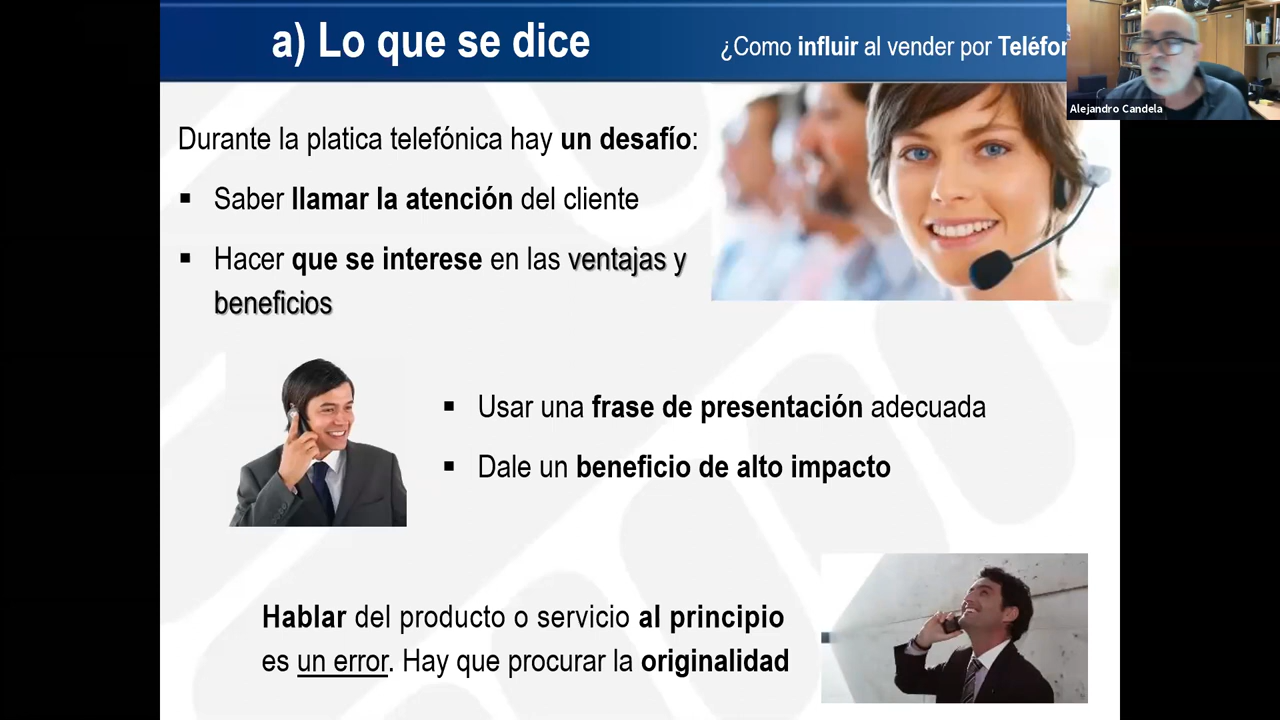 a) Lo que se dice
¿Como influir al vender por Teléfon
Alejandro Candela
Durante la platica telefónica hay un desafío:
▪ Saber llamar la atención del cliente
▪ Hacer que se interese en las ventajas y
beneficios
▪ Usar una frase de presentación adecuada
▪ Dale un beneficio de alto impacto
Hablar del producto o servicio al principio
es un error. Hay que procurar la originalidad